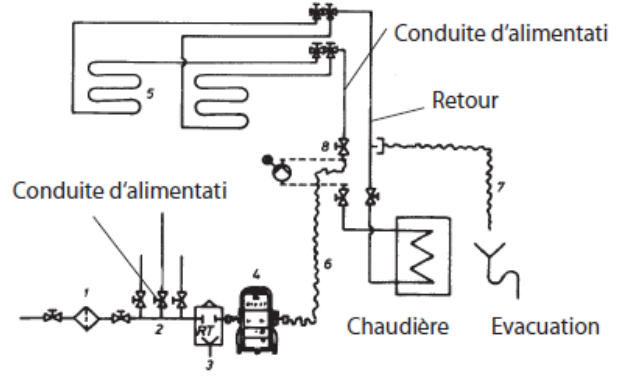 Conduite d'alimentati
5
Retour
8
Conduite d'alimentati
7
6
4
1
2
RT
3
Chaudière
Evacuation